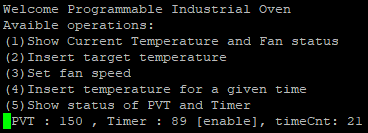 Welcome Programmable Industrial Oven
Avaible operations:
(1)Show Current Temperature and Fan status
(2)Insert target temperature
(3)Set fan speed
(4)Insert temperature for a given time
(5)Show status of PVT and Timer
PVT : 150 , Timer : 89 [enable], timeCnt: 21